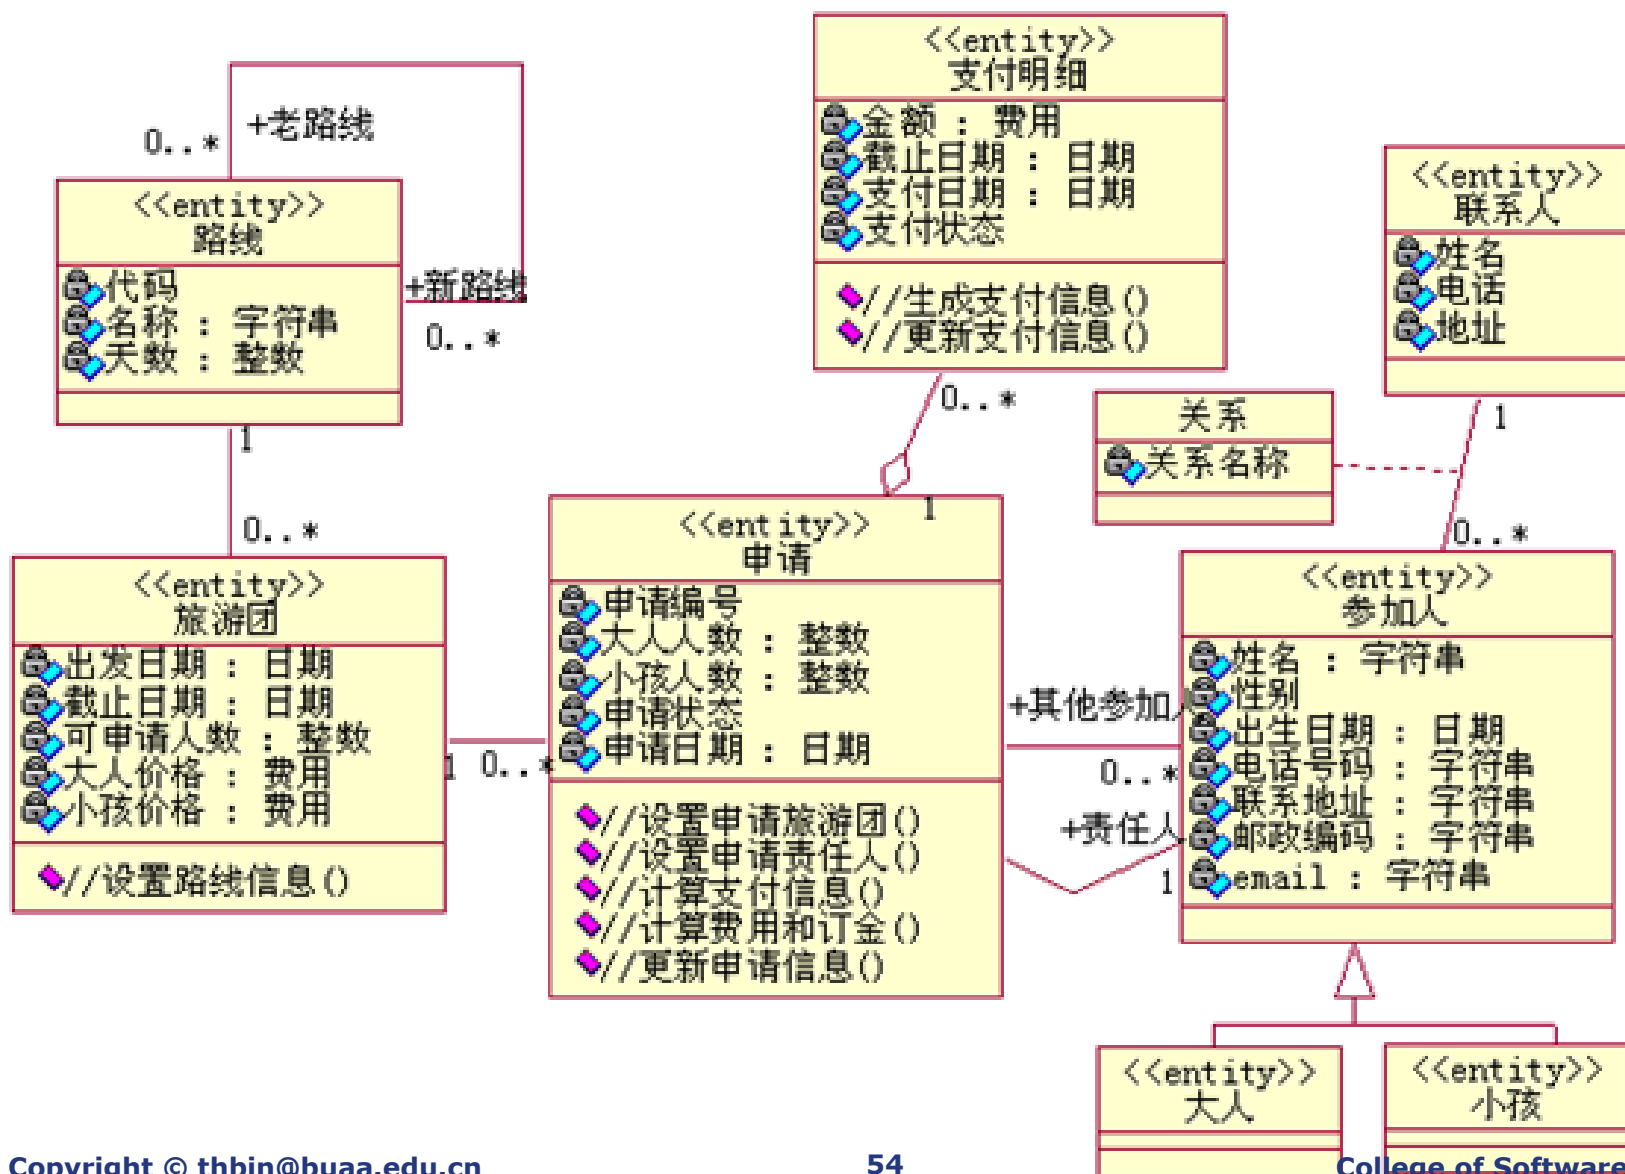 <<entity>>
支付明细
金额 : 费用
截止日期 : 日期
支付日期 : 日期
支付状态
//生成支付信息()
//更新支付信息()
0..*
+老路线
0..*
<<entity>>
路线
代码
名称 : 字符串
天数 : 整数
+新路线
0..*
<<entity>>
联系人
姓名
电话
地址
1
关系
关系名称
0..*
1
0..*
1
<<entity>>
旅游团
出发日期 : 日期
截止日期 : 日期
可申请人数 : 整数
大人价格 : 费用
小孩价格 : 费用
//设置路线信息()
1 0..*
<<entity>>
申请
申请编号
大人人数 : 整数
小孩人数 : 整数
申请状态
申请日期 : 日期
//设置申请旅游团()
//设置申请责任人()
//计算支付信息()
//计算费用和订金()
//更新申请信息()
+其他参加人
0..*
+责任人
1
<<entity>>
参加人
姓名 : 字符串
性别
出生日期 : 日期
电话号码 : 字符串
联系地址 : 字符串
邮政编码 : 字符串
email : 字符串
<<entity>>
大人
<<entity>>
小孩
Copyright © thbin@buaa.edu.cn
54
College of Software